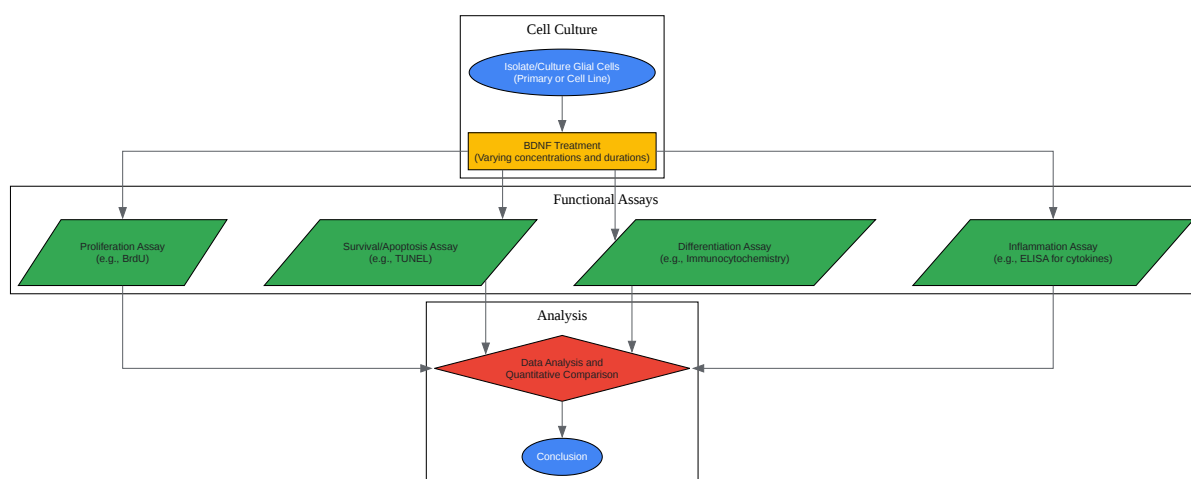 Cell Culture
Isolate/Culture Glial Cells
(Primary or Cell Line)
BDNF Treatment
(Varying concentrations and durations)
Functional Assays
Proliferation Assay
(e.g., BrdU)
Survival/Apoptosis Assay
(e.g., TUNEL)
Differentiation Assay
(e.g., Immunocytochemistry)
Inflammation Assay
(e.g., ELISA for cytokines)
Analysis
Data Analysis and
Quantitative Comparison
Conclusion